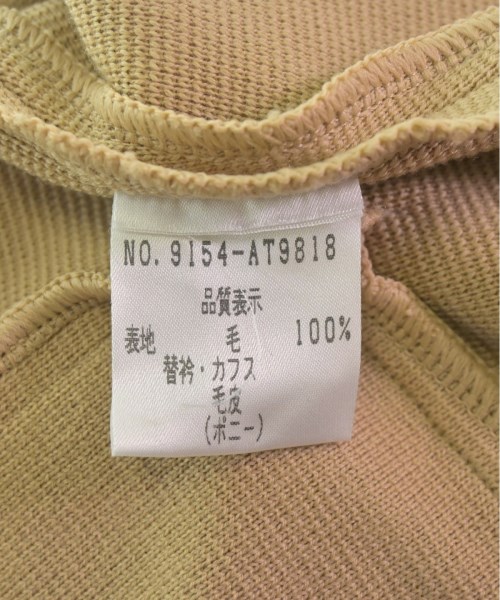 NO. 9154-AT9818
品質表示
表地 毛 100%
替衿・カフス
毛皮
(ポニー)